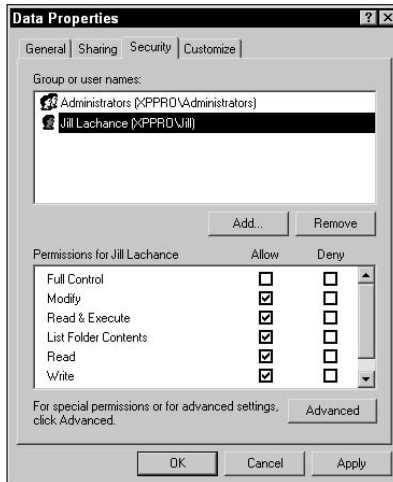 Data Properties
General Sharing Security Customize
Group or user names:
Administrators (XPPRO\Administrators)
Jill Lachance (XPPRO\Jill)
Add... Remove
Permissions for Jill Lachance Allow Deny
Full Control
Modify
Read & Execute
List Folder Contents
Read
Write
For special permissions or for advanced settings,
click Advanced.
Advanced
OK Cancel Apply